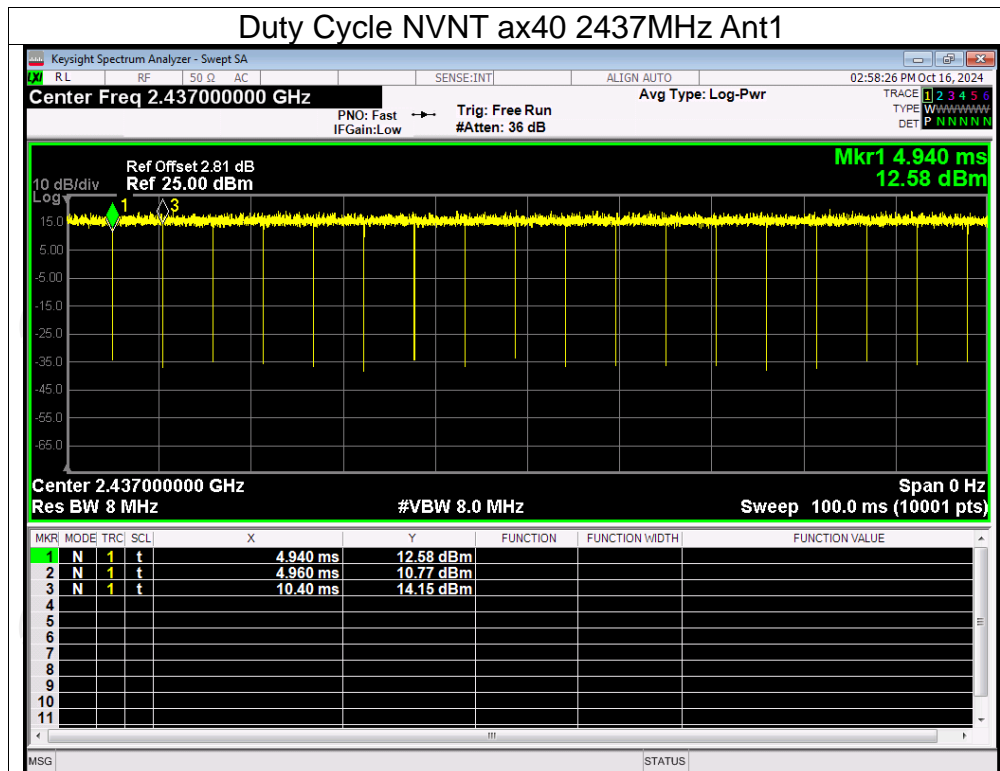 Duty Cycle NVNT ax40 2437MHz Ant1
Keysight Spectrum Analyzer - Swept SA
LXI RL RF 50 Ω AC SENSE:INT ALIGN AUTO 02:58:26 PM Oct 16, 2024
Center Freq 2.437000000 GHz Avg Type: Log-Pwr TRACE 1 2 3 4 5 6
PNO: Fast Trig: Free Run TYPE WWWWWW
IFGain:Low #Atten: 36 dB DET P N N N N N
Ref Offset 2.81 dB Mkr1 4.940 ms
10 dB/div Ref 25.00 dBm 12.58 dBm
Log
1 3
15.0
5.00
-5.00
-15.0
-25.0
-35.0
-45.0
-55.0
-65.0
Center 2.437000000 GHz Span 0 Hz
Res BW 8 MHz #VBW 8.0 MHz Sweep 100.0 ms (10001 pts)
MKR MODE TRC SCL X Y FUNCTION FUNCTION WIDTH FUNCTION VALUE
1 N 1 t 4.940 ms 12.58 dBm
2 N 1 t 4.960 ms 10.77 dBm
3 N 1 t 10.40 ms 14.15 dBm
4
5
6
7
8
9
10
11
MSG STATUS